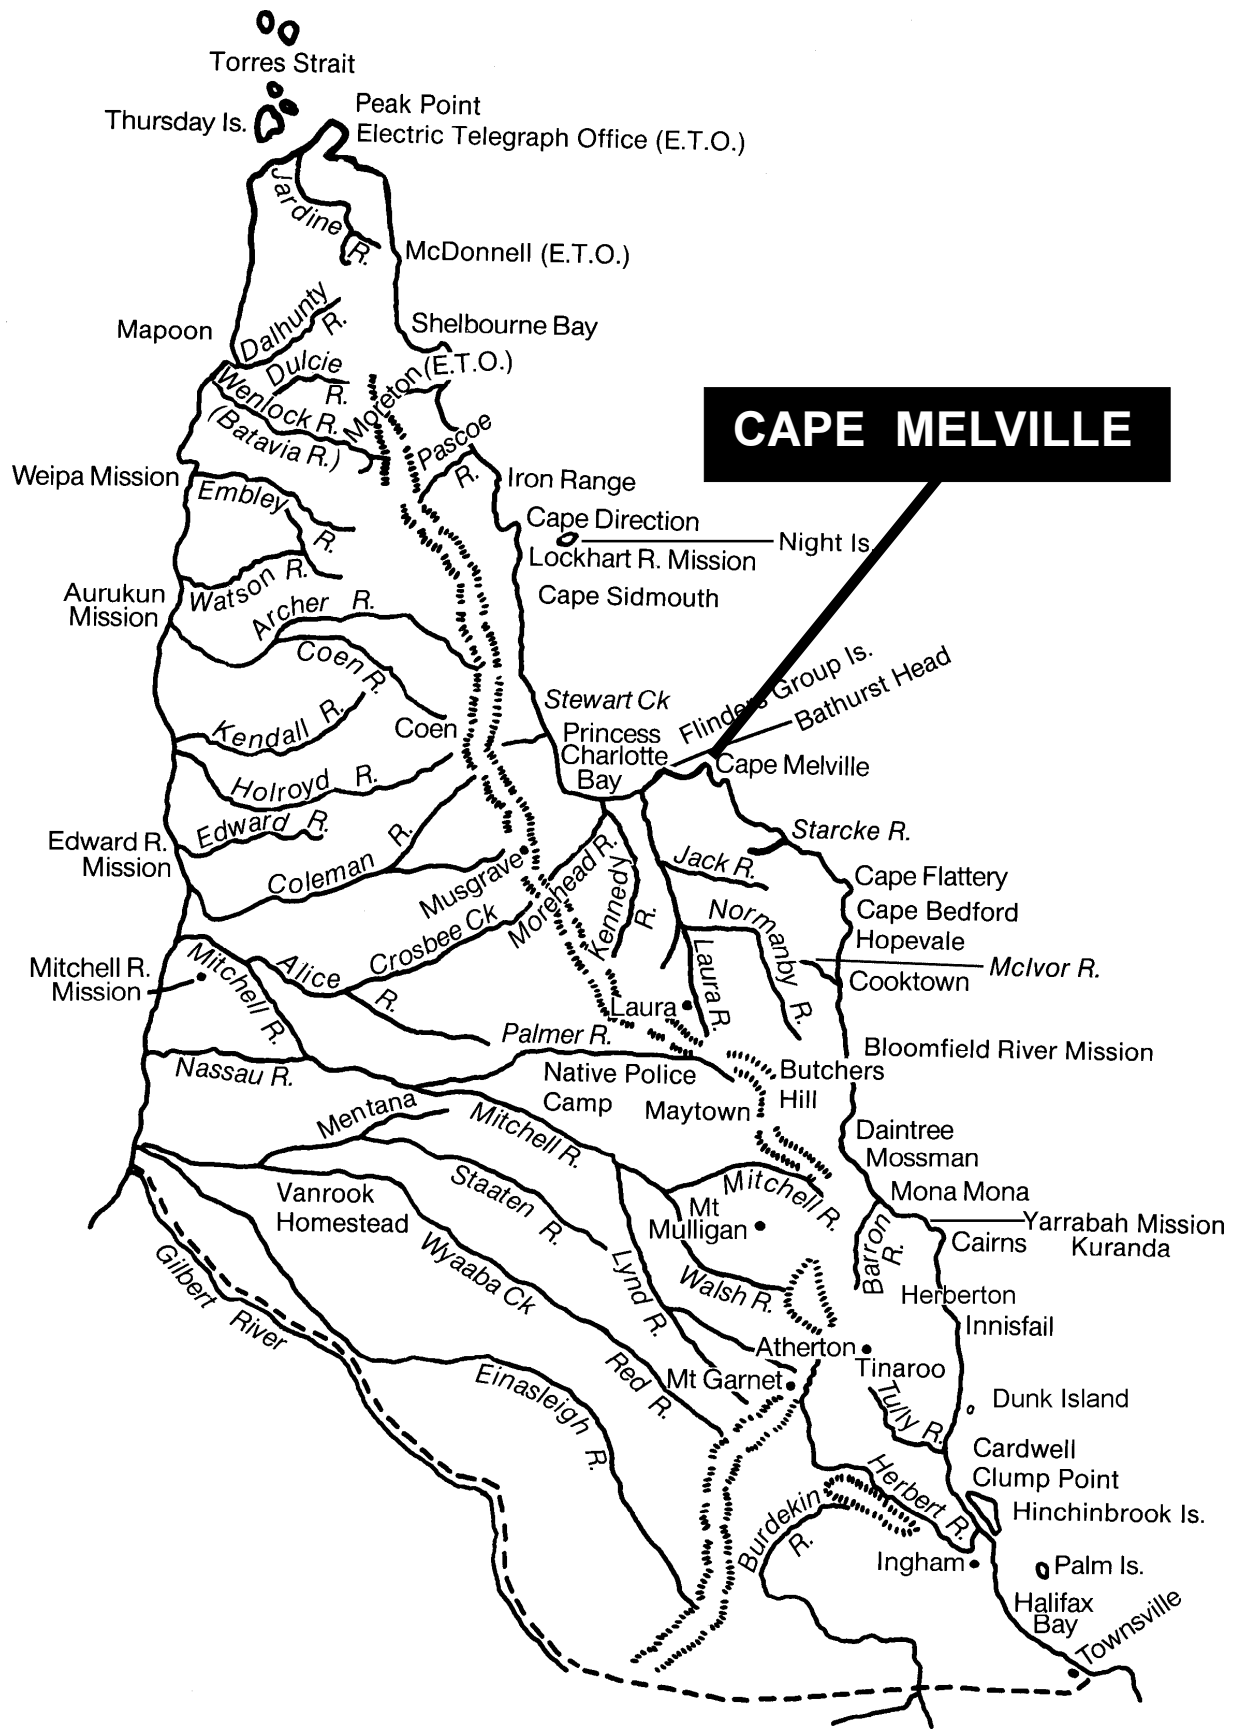 Torres Strait
Thursday Is.
Peak Point
Electric Telegraph Office (E.T.O.)
Jardine
R.
McDonnell (E.T.O.)
Mapoon
Dalhunty
R.
Shelbourne Bay
Dulcie
R.
Moreton (E.T.O.)
Wenlock R.
(Batavia R.)
CAPE MELVILLE
Pascoe
R.
Weipa Mission
Embley
R.
Iron Range
Cape Direction
Night Is.
Lockhart R. Mission
Cape Sidmouth
Aurukun
Mission
Watson R.
Archer R.
Coen R.
Stewart Ck
Flinders Group Is.
Bathurst Head
Kendall R.
Coen
Princess
Charlotte
Bay
Cape Melville
Holroyd R.
Edward R.
Edward R.
Mission
Coleman R.
Starcke R.
Musgrave
Morehead R.
Kennedy
R.
Jack R.
Cape Flattery
Cape Bedford
Hopevale
Normanby
R.
Crosbee Ck
McIvor R.
Cooktown
Mitchell R.
Mission
Mitchell R.
Alice
R.
Laura R.
Laura
Palmer R.
Bloomfield River Mission
Nassau R.
Native Police
Camp
Maytown
Butchers
Hill
Mentana
Mitchell R.
Daintree
Mossman
Mitchell R.
Mona Mona
Vanrook
Homestead
Staaten R.
Mt
Mulligan
Barron
R.
Yarrabah Mission
Cairns
Kuranda
Gilbert River
Wyaaba Ck
Lynd R.
Walsh R.
Herberton
Innisfail
Atherton
Tinaroo
Einasleigh
R.
Red R.
Mt Garnet
Tully R.
Dunk Island
Cardwell
Clump Point
Hinchinbrook Is.
Herbert R.
Burdekin
R.
Ingham
Palm Is.
Halifax
Bay
Townsville